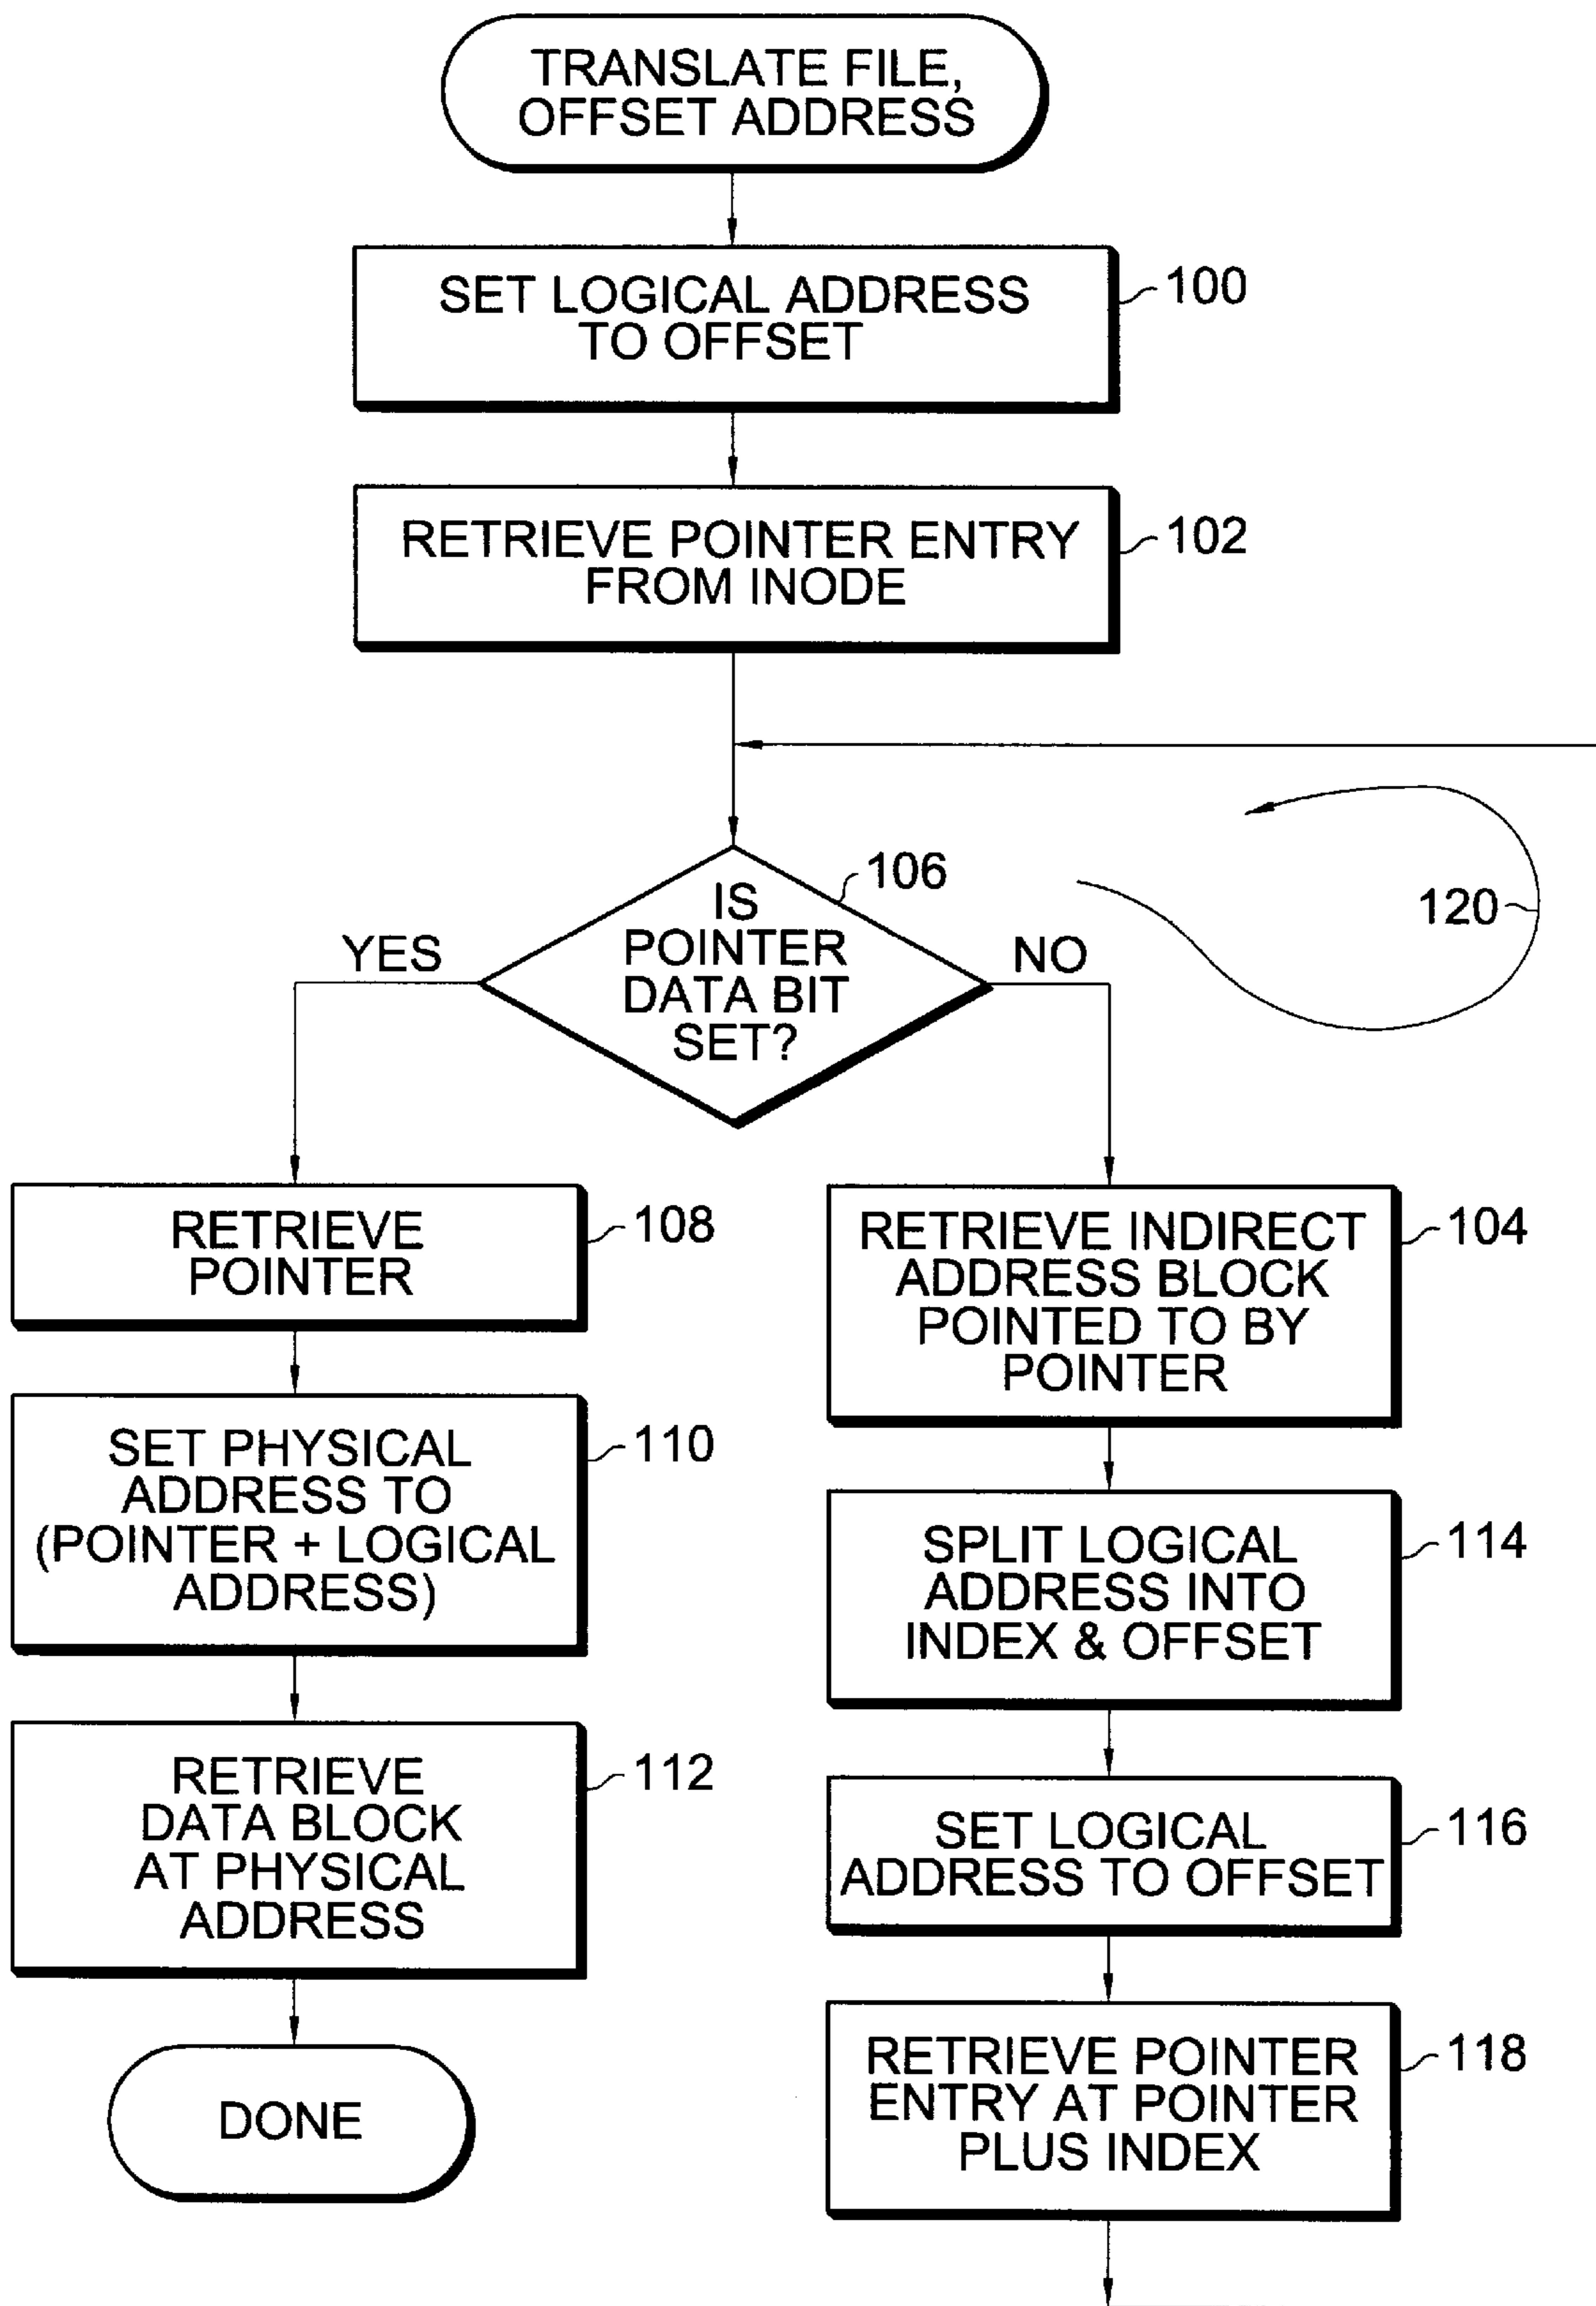 TRANSLATE FILE,
OFFSET ADDRESS
SET LOGICAL ADDRESS
TO OFFSET
100
RETRIEVE POINTER ENTRY
FROM INODE
102
106
IS
POINTER
DATA BIT
SET?
YES
NO
120
RETRIEVE
POINTER
108
SET PHYSICAL
ADDRESS TO
(POINTER + LOGICAL
ADDRESS)
110
RETRIEVE
DATA BLOCK
AT PHYSICAL
ADDRESS
112
DONE
RETRIEVE INDIRECT
ADDRESS BLOCK
POINTED TO BY
POINTER
104
SPLIT LOGICAL
ADDRESS INTO
INDEX & OFFSET
114
SET LOGICAL
ADDRESS TO OFFSET
116
RETRIEVE POINTER
ENTRY AT POINTER
PLUS INDEX
118